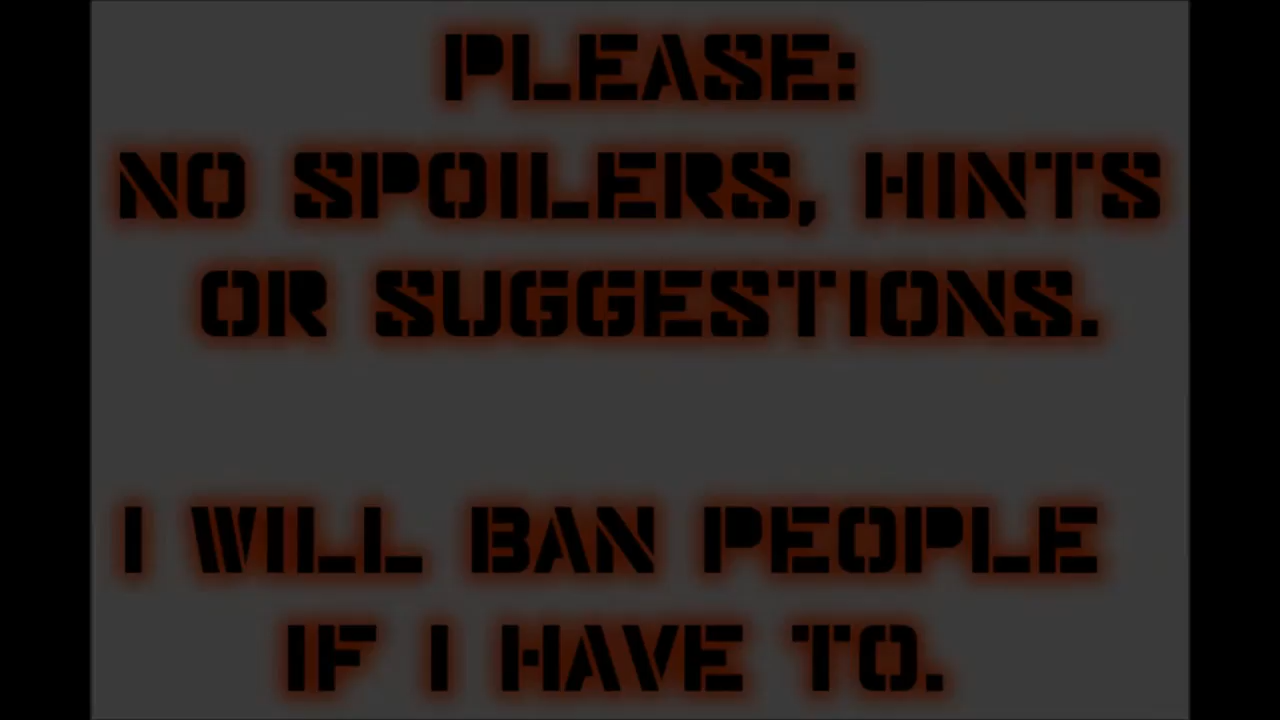 PLEASE:
NO SPOILERS, HINTS
OR SUGGESTIONS.
I WILL BAN PEOPLE
IF I HAVE TO.